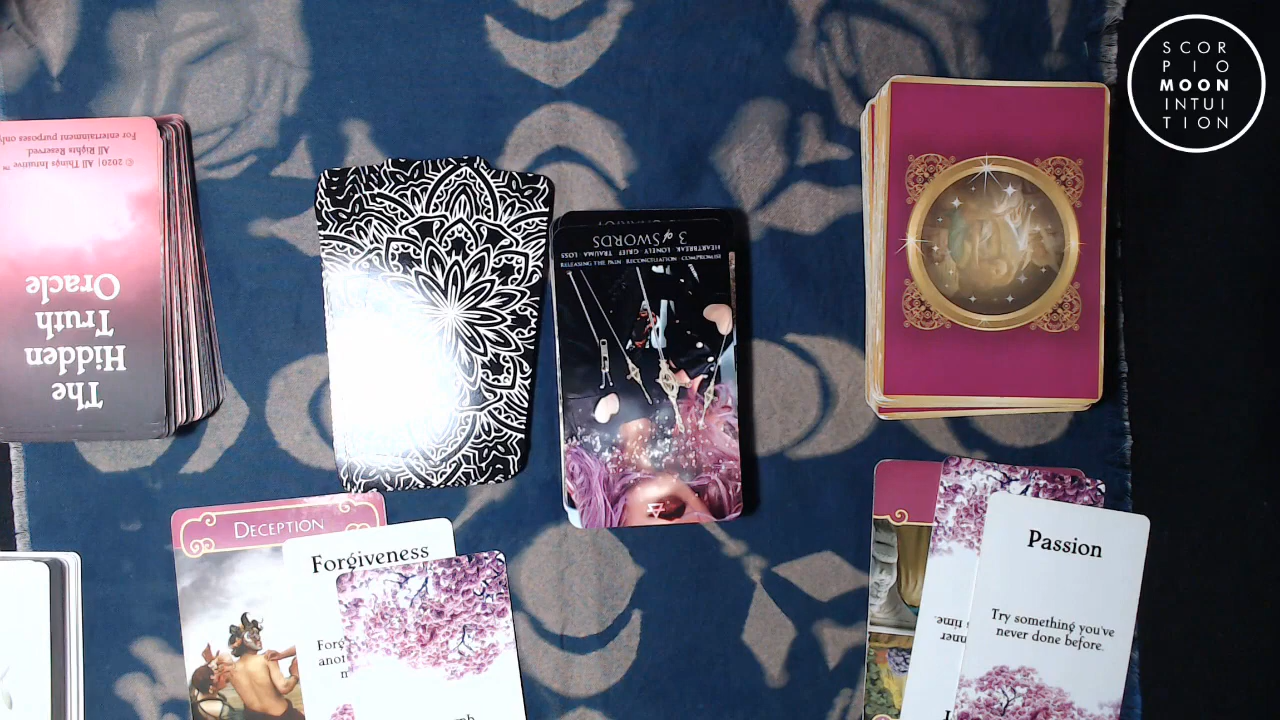 SCOR
PIO
MOON
INTUI
TION
© 2020 | All Things Intuitive ™
All Rights Reserved.
For entertainment purposes only
The
Hidden
Truth
Oracle
3 of SWORDS
HEARTBREAK LONELY GRIEF TRAUMA LOSS
RELEASING THE PAIN RECONCILIATION COMPROMISE
DECEPTION
Forgiveness
Forg
anot
Passion
Try something you've
never done before.